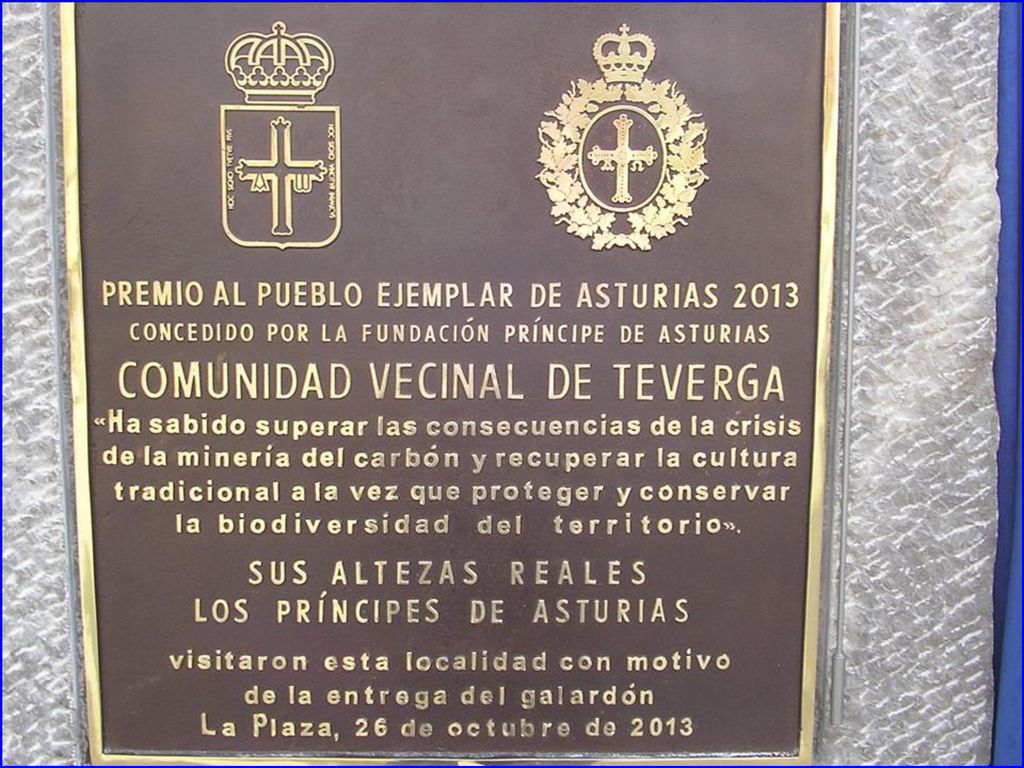 PREMIO AL PUEBLO EJEMPLAR DE ASTURIAS 2013
CONCEDIDO POR LA FUNDACIÓN PRÍNCIPE DE ASTURIAS
COMUNIDAD VECINAL DE TEVERGA
«Ha sabido superar las consecuencias de la crisis
de la minería del carbón y recuperar la cultura
tradicional a la vez que proteger y conservar
la biodiversidad del territorio».
SUS ALTEZAS REALES
LOS PRÍNCIPES DE ASTURIAS
visitaron esta localidad con motivo
de la entrega del galardón
La Plaza, 26 de octubre de 2013